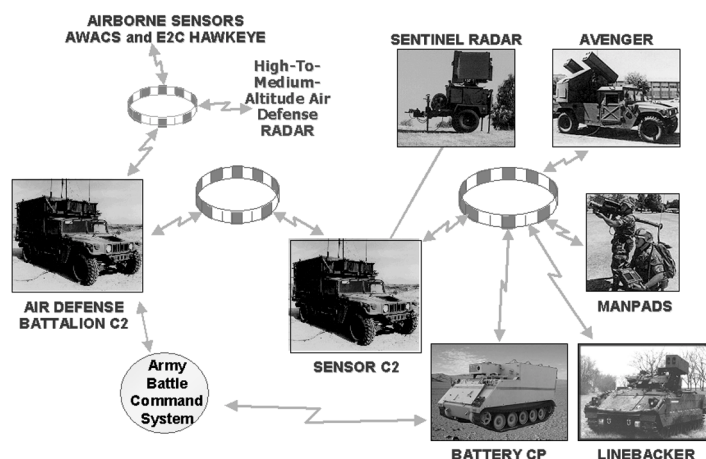 AIRBORNE SENSORS
AWACS and E2C HAWKEYE
High-To-
Medium-
Altitude Air
Defense
RADAR
SENTINEL RADAR
AVENGER
AIR DEFENSE
BATTALION C2
SENSOR C2
MANPADS
Army
Battle
Command
System
BATTERY CP
LINEBACKER